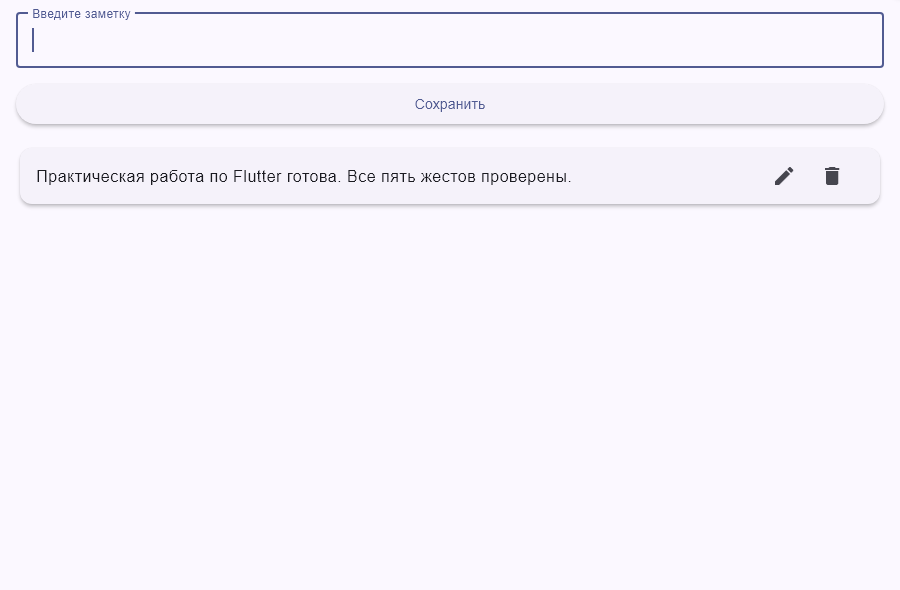 Введите заметку
Сохранить
Практическая работа по Flutter готова. Все пять жестов проверены.